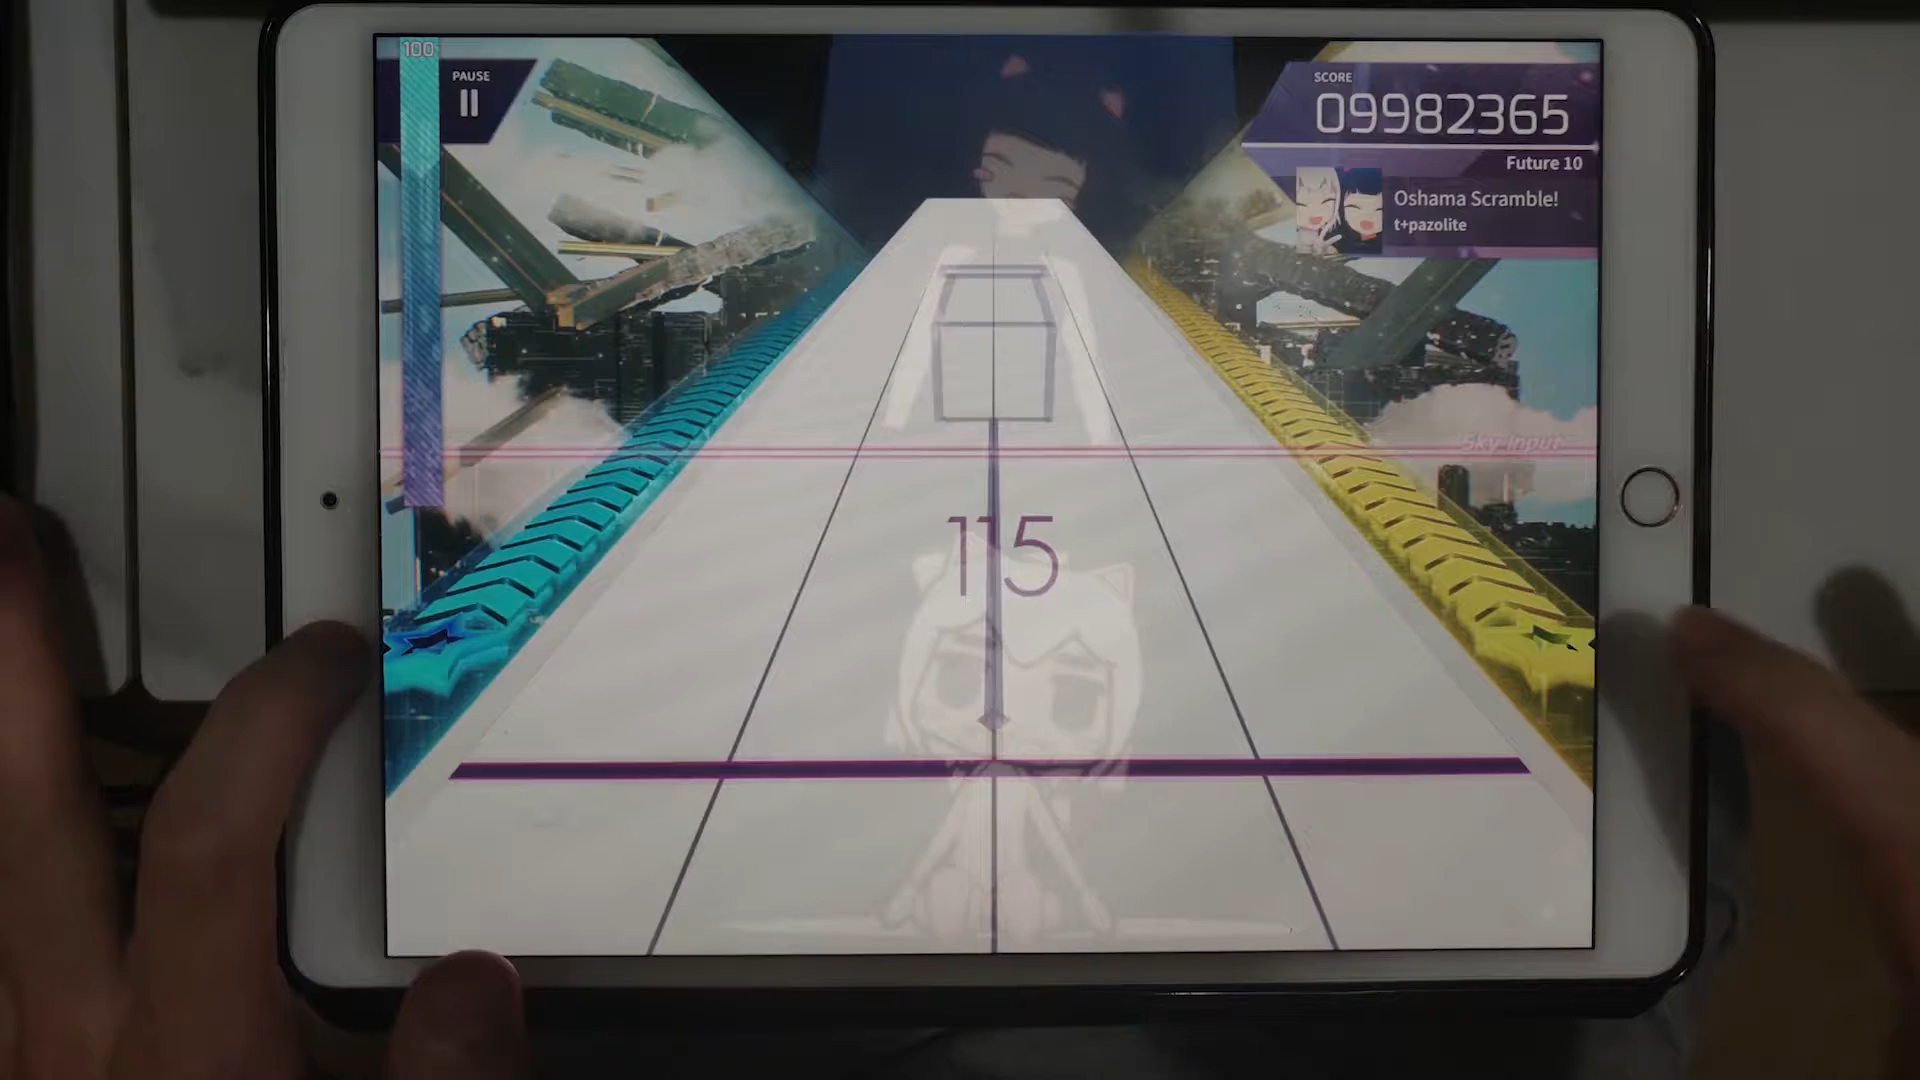 100
PAUSE
SCORE
09982365
Future 10
Oshama Scramble!
t+pazolite
Sky Input
115